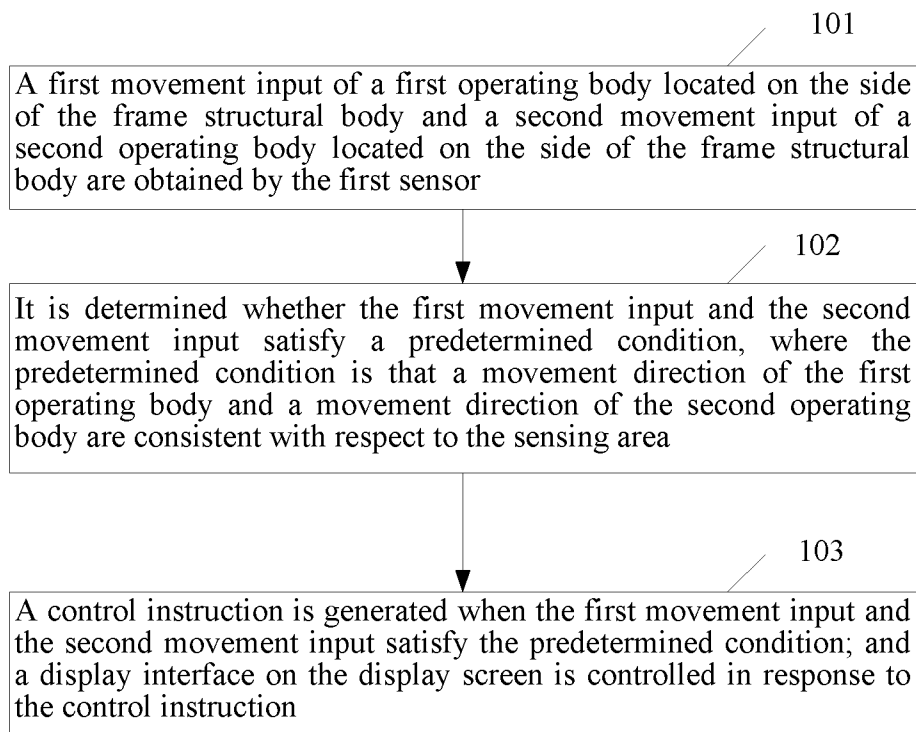 101
A first movement input of a first operating body located on the side
of the frame structural body and a second movement input of a
second operating body located on the side of the frame structural
body are obtained by the first sensor
102
It is determined whether the first movement input and the second
movement input satisfy a predetermined condition, where the
predetermined condition is that a movement direction of the first
operating body and a movement direction of the second operating
body are consistent with respect to the sensing area
103
A control instruction is generated when the first movement input and
the second movement input satisfy the predetermined condition; and
a display interface on the display screen is controlled in response to
the control instruction